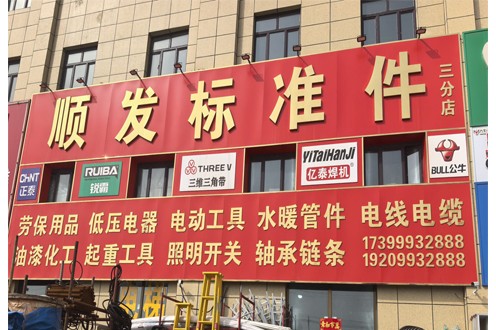 顺发标准件
三分店
CHNT
正泰
RUIBA
锐霸
THREE V
三维三角带
YiTaiHanJi
亿泰焊机
BULL公牛
劳保用品 低压电器 电动工具 水暖管件 电线电缆
油漆化工 起重工具 照明开关 轴承链条
17399932888
19209932888